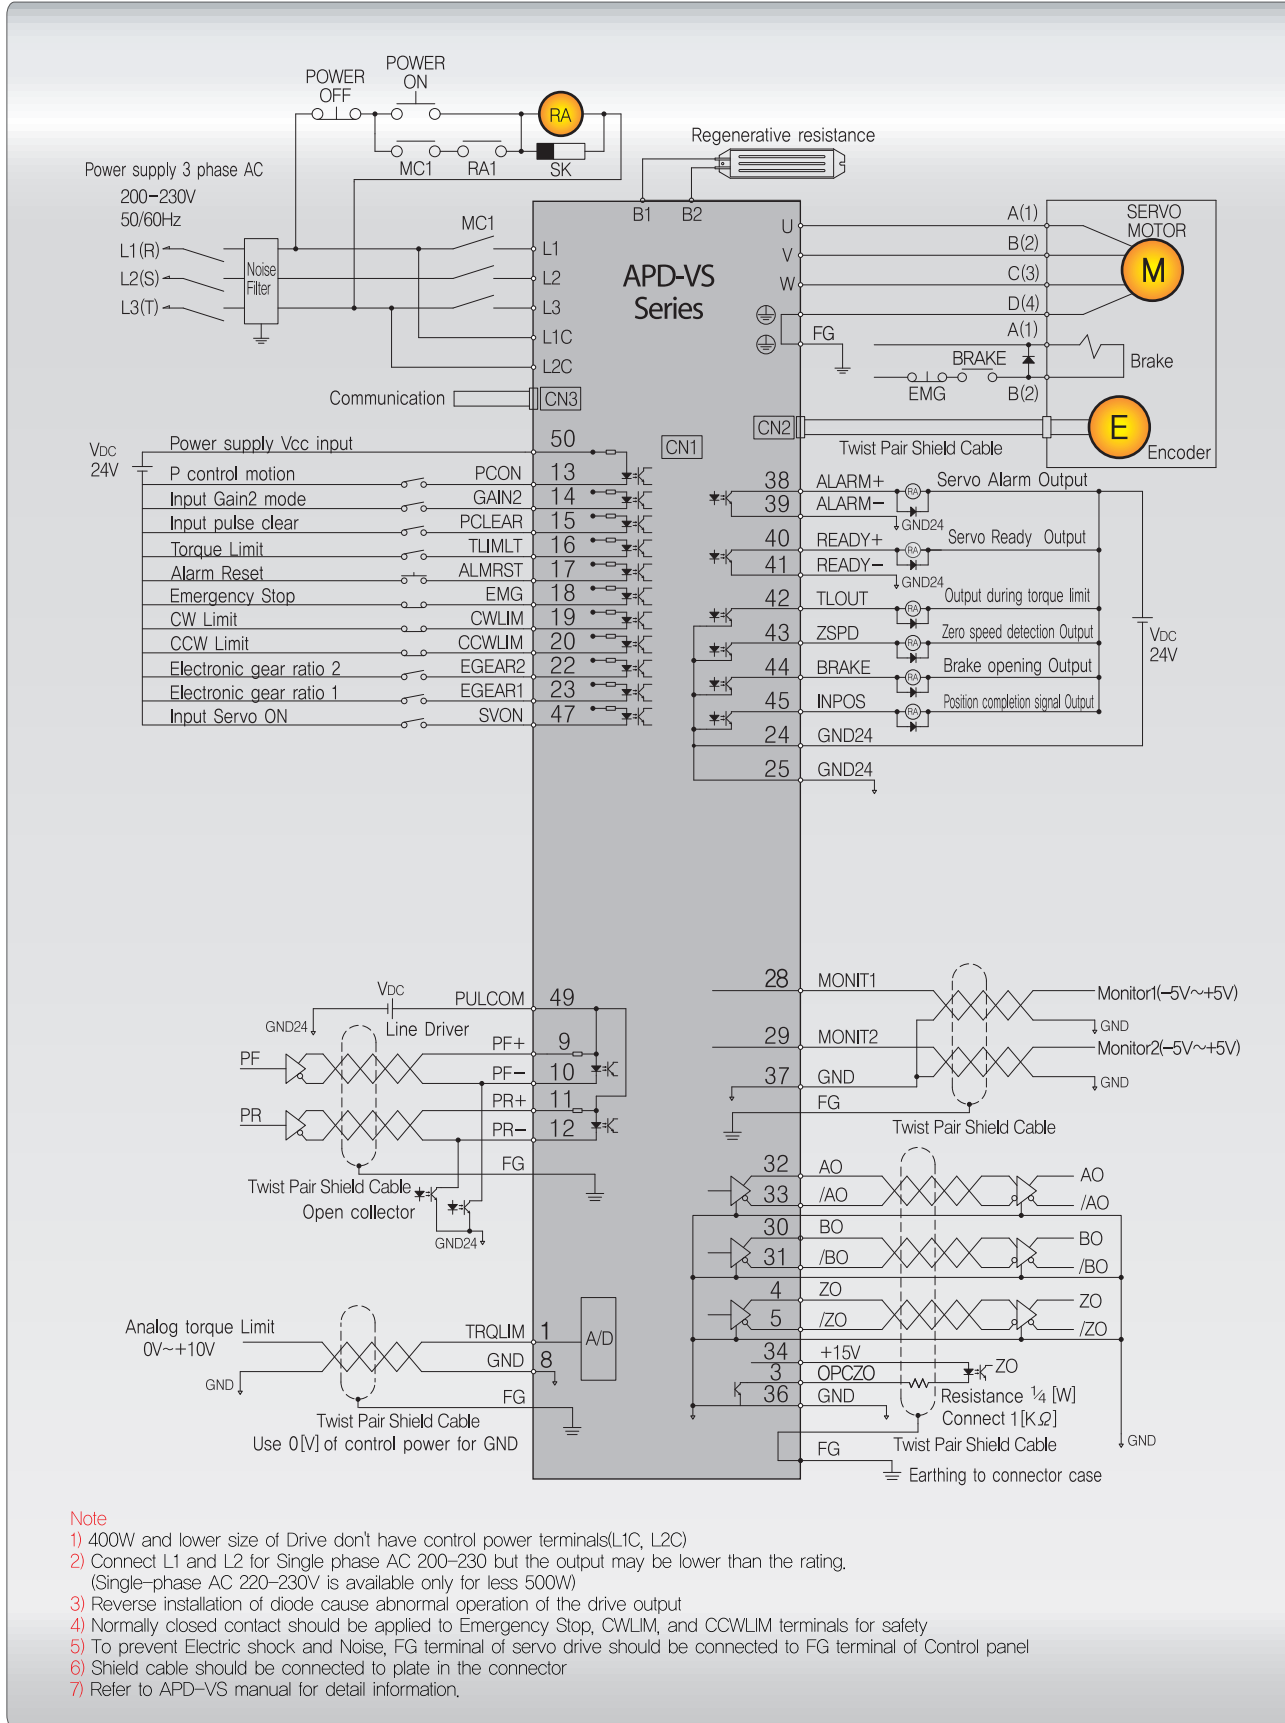 POWER
OFF
POWER
ON
RA
MC1
RA1
SK
Power supply 3 phase AC
200-230V
50/60Hz
L1(R)
L2(S)
L3(T)
Noise
Filter
MC1
Regenerative resistance
B1
B2
L1
L2
L3
L1C
L2C
APD-VS
Series
U
V
W
FG
A(1)
B(2)
C(3)
D(4)
SERVO
MOTOR
M
A(1)
BRAKE
EMG
B(2)
Brake
Communication
CN3
CN1
CN2
Twist Pair Shield Cable
E
Encoder
VDC
24V
Power supply Vcc input 50
P control motion PCON 13
Input Gain2 mode GAIN2 14
Input pulse clear PCLEAR 15
Torque Limit TLIMLT 16
Alarm Reset ALMRST 17
Emergency Stop EMG 18
CW Limit CWLIM 19
CCW Limit CCWLIM 20
Electronic gear ratio 2 EGEAR2 22
Electronic gear ratio 1 EGEAR1 23
Input Servo ON SVON 47
38 ALARM+ RA Servo Alarm Output
39 ALARM- GND24
40 READY+ RA Servo Ready Output
41 READY- GND24
42 TLOUT RA Output during torque limit
43 ZSPD RA Zero speed detection Output
44 BRAKE RA Brake opening Output
45 INPOS RA Position completion signal Output
24 GND24
25 GND24
VDC
24V
VDC
PULCOM 49
GND24
Line Driver
PF
PF+ 9
PF- 10
PR
PR+ 11
PR- 12
FG
Twist Pair Shield Cable
Open collector
GND24
28 MONIT1
Monitor1(-5V~+5V)
GND
29 MONIT2
Monitor2(-5V~+5V)
GND
37 GND
FG
Twist Pair Shield Cable
32 AO AO
33 /AO /AO
30 BO BO
31 /BO /BO
4 ZO ZO
5 /ZO /ZO
34 +15V
ZO
3 OPCZO
36 GND
Resistance 1/4 [W]
Connect 1[KΩ]
Twist Pair Shield Cable
GND
FG
Earthing to connector case
Analog torque Limit
0V~+10V
GND
TRQLIM 1
GND 8
A/D
FG
Twist Pair Shield Cable
Use 0[V] of control power for GND
Note
1) 400W and lower size of Drive don't have control power terminals(L1C, L2C)
2) Connect L1 and L2 for Single phase AC 200-230 but the output may be lower than the rating.
(Single-phase AC 220-230V is available only for less 500W)
3) Reverse installation of diode cause abnormal operation of the drive output
4) Normally closed contact should be applied to Emergency Stop, CWLIM, and CCWLIM terminals for safety
5) To prevent Electric shock and Noise, FG terminal of servo drive should be connected to FG terminal of Control panel
6) Shield cable should be connected to plate in the connector
7) Refer to APD-VS manual for detail information.